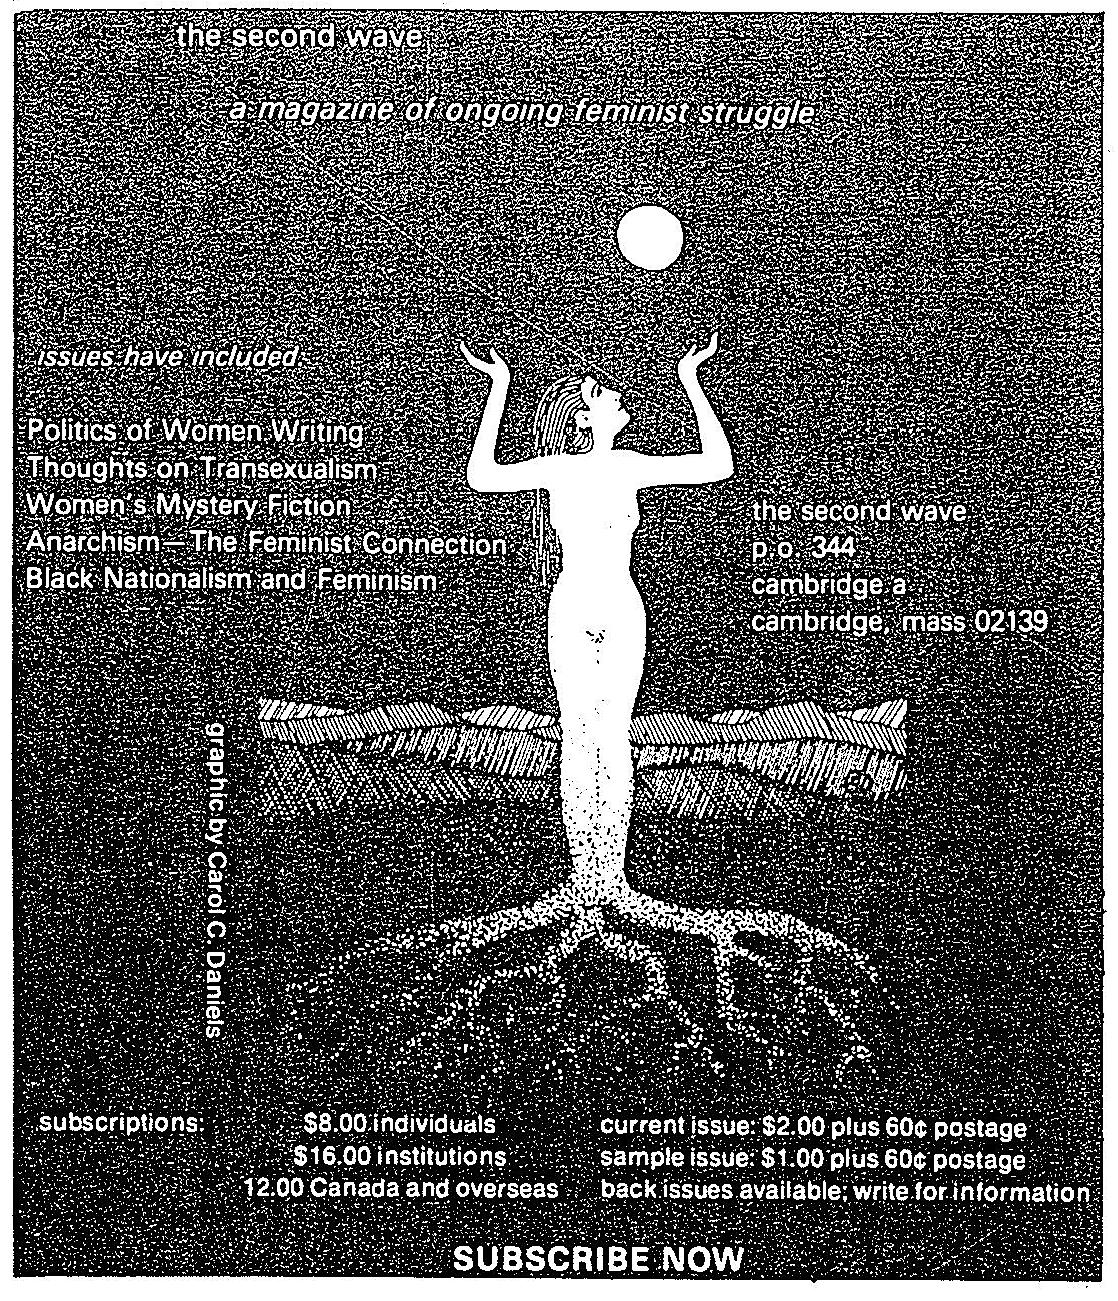 the second wave
a magazine of ongoing feminist struggle
issues have included:
Politics of Women Writing
Thoughts on Transexualism
Women's Mystery Fiction
Anarchism—The Feminist Connection
Black Nationalism and Feminism
the second wave
p.o. 344
cambridge a
cambridge, mass 02139
graphic by Carol C. Daniels
subscriptions:
$8.00 individuals
$16.00 institutions
12.00 Canada and overseas
current issue: $2.00 plus 60¢ postage
sample issue: $1.00 plus 60¢ postage
back issues available; write for information
SUBSCRIBE NOW